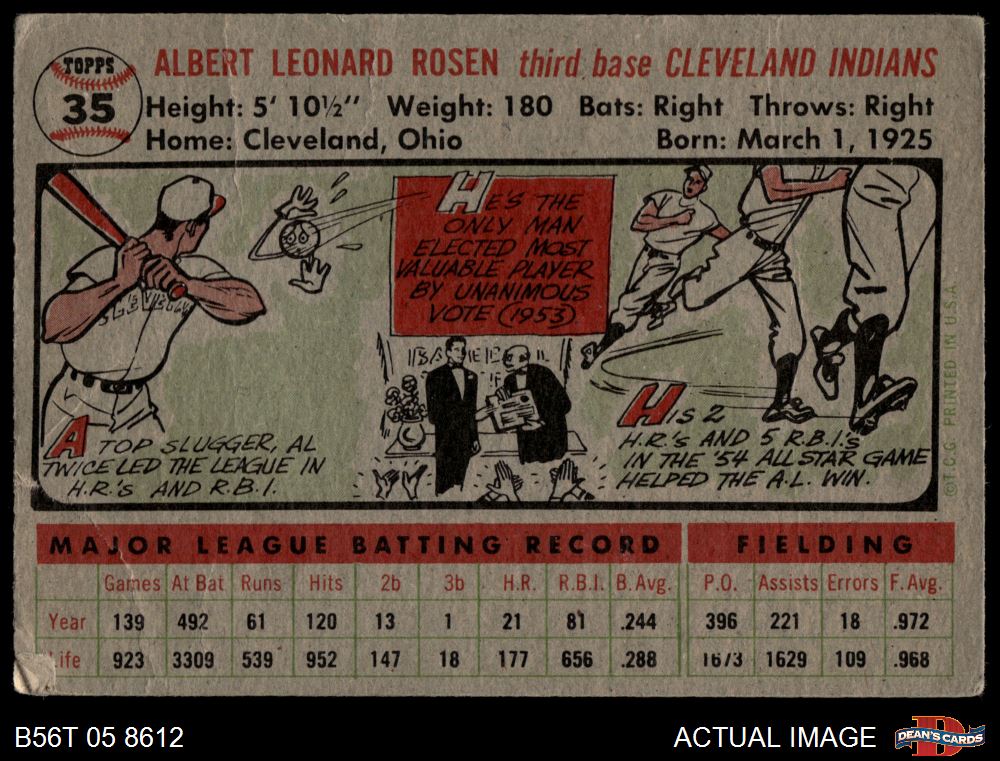 TOPPS
35
ALBERT LEONARD ROSEN third base CLEVELAND INDIANS
Height: 5' 10½" Weight: 180 Bats: Right Throws: Right
Home: Cleveland, Ohio Born: March 1, 1925
HE'S THE
ONLY MAN
ELECTED MOST
VALUABLE PLAYER
BY UNANIMOUS
VOTE (1953)
A TOP SLUGGER, AL
TWICE LED THE LEAGUE IN
H.R.'s AND R.B.I.
HIS 2
H.R.'s AND 5 R.B.I.'s
IN THE '54 ALL STAR GAME
HELPED THE A.L. WIN.
©T.C.G. PRINTED IN U.S.A.
MAJOR LEAGUE BATTING RECORD FIELDING
Games At Bat Runs Hits 2b 3b H.R. R.B.I. B. Avg. P.O. Assists Errors F. Avg.
Year 139 492 61 120 13 1 21 81 .244 396 221 18 .972
Life 923 3309 539 952 147 18 177 656 .288 1673 1629 109 .968
B56T 05 8612 ACTUAL IMAGE DEAN'S CARDS